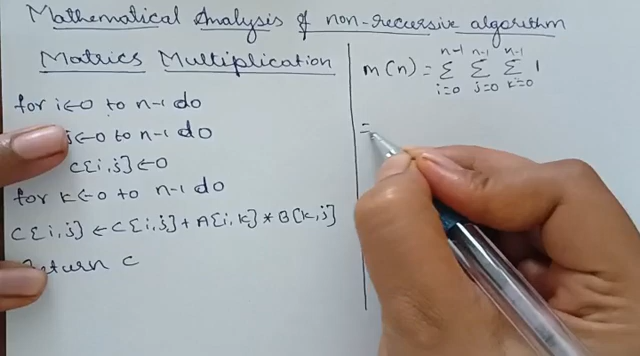 Mathematical Analysis of non-recursive algorithm
Matrics Multiplication
for i←0 to n-1 do
j←0 to n-1 do
C[i,j]←0
for k←0 to n-1 do
C[i,j]←C[i,j]+A[i,k]*B[k,j]
Return C
m(n) = Σ Σ Σ 1
n-1 n-1 n-1
i=0 j=0 k=0
=